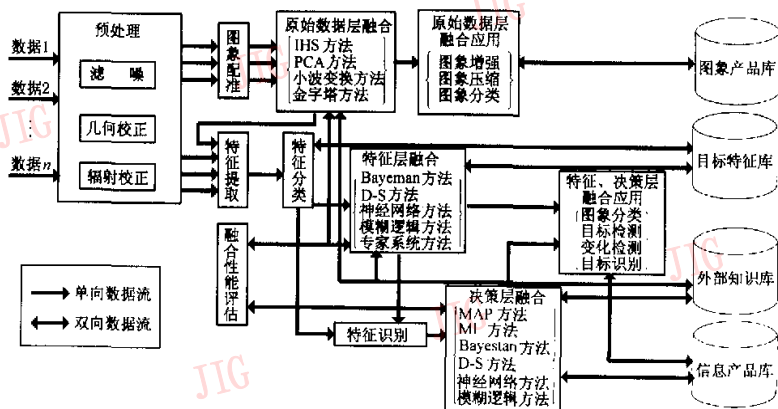 预处理
数据1
数据2
数据n
滤 噪
几何校正
辐射校正
图象配准
原始数据层融合
IHS方法
PCA方法
小波变换方法
金字塔方法
原始数据层
融合应用
图象增强
图象压缩
图象分类
图象产品库
特征提取
特征分类
特征层融合
Bayeman方法
D-S方法
神经网络方法
模糊逻辑方法
专家系统方法
目标特征库
特征、决策层
融合应用
图象分类
目标检测
变化检测
目标识别
外部知识库
融合性能评估
单向数据流
双向数据流
特征识别
决策层融合
MAP方法
ML方法
Bayestan方法
D-S方法
神经网络方法
模糊逻辑方法
信息产品库
JIG
JIG
JIG
JIG
JIG
JIG